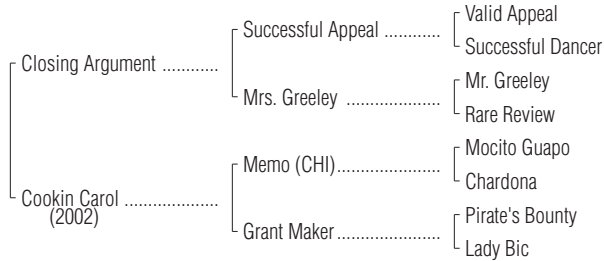 Valid Appeal
Successful Appeal ............
Successful Dancer
Closing Argument ............
Mr. Greeley
Mrs. Greeley ....................
Rare Review
Mocito Guapo
Memo (CHI)......................
Chardona
Cookin Carol ....................
(2002)
Pirate's Bounty
Grant Maker......................
Lady Bic